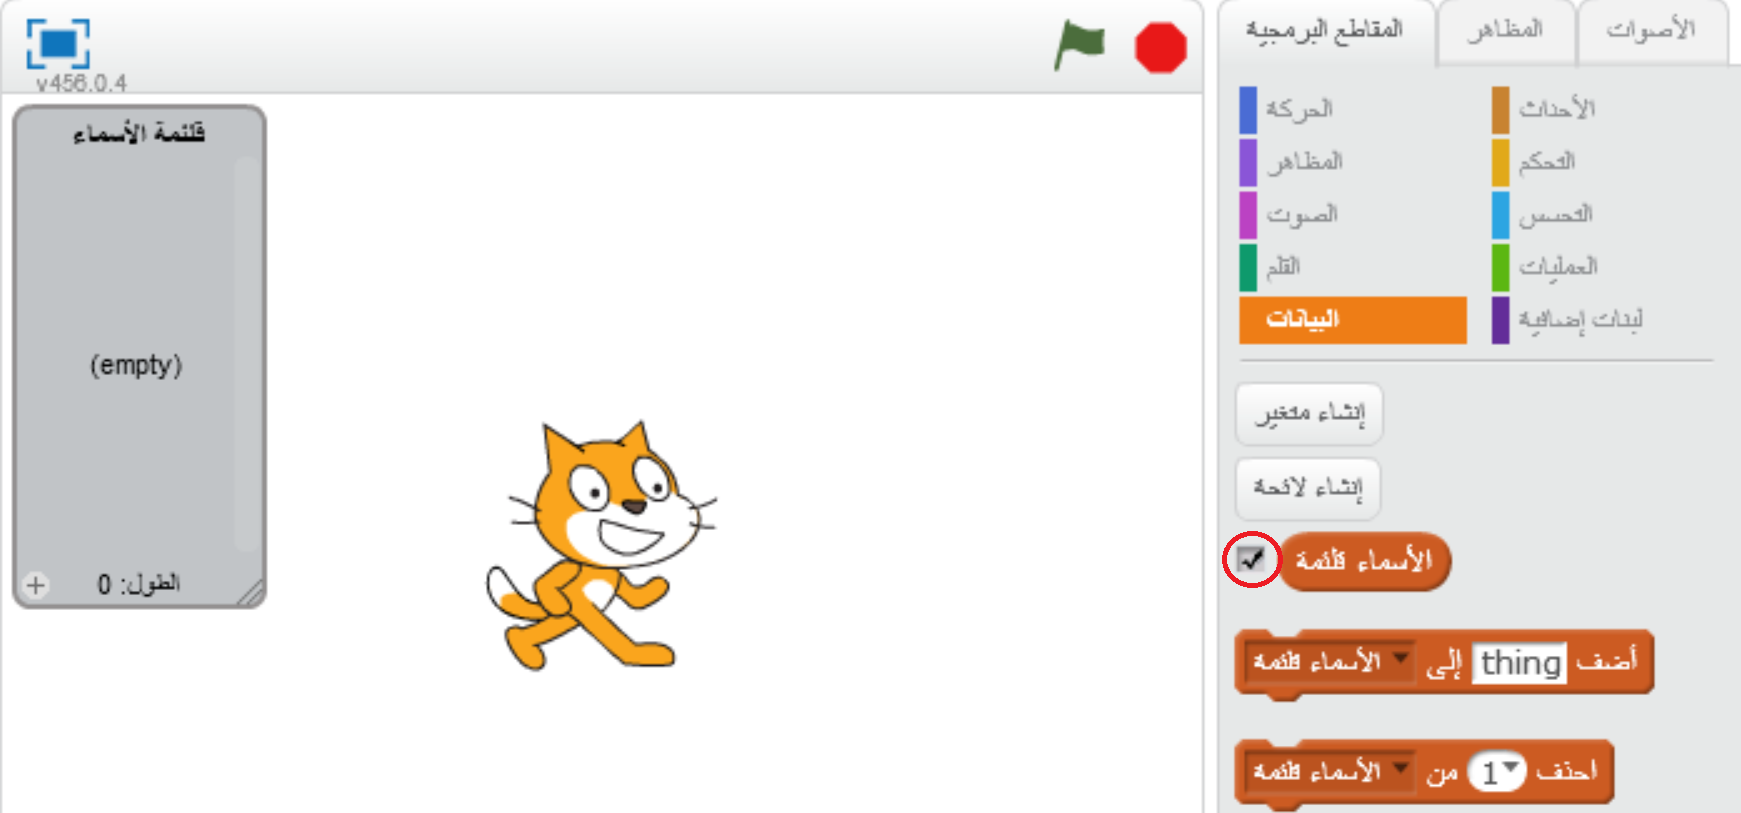 v456.0.4
قائمة الأسماء
(empty)
الطول: 0
+
المقاطع البرمجية
المظاهر
الأصوات
الحركة
الأحداث
المظاهر
التحكم
الصوت
التحسس
القلم
العمليات
البيانات
لبنات إضافية
إنشاء متغير
إنشاء لائحة
الأسماء قائمة
أضف thing إلى الأسماء قائمة
احذف 1 من الأسماء قائمة